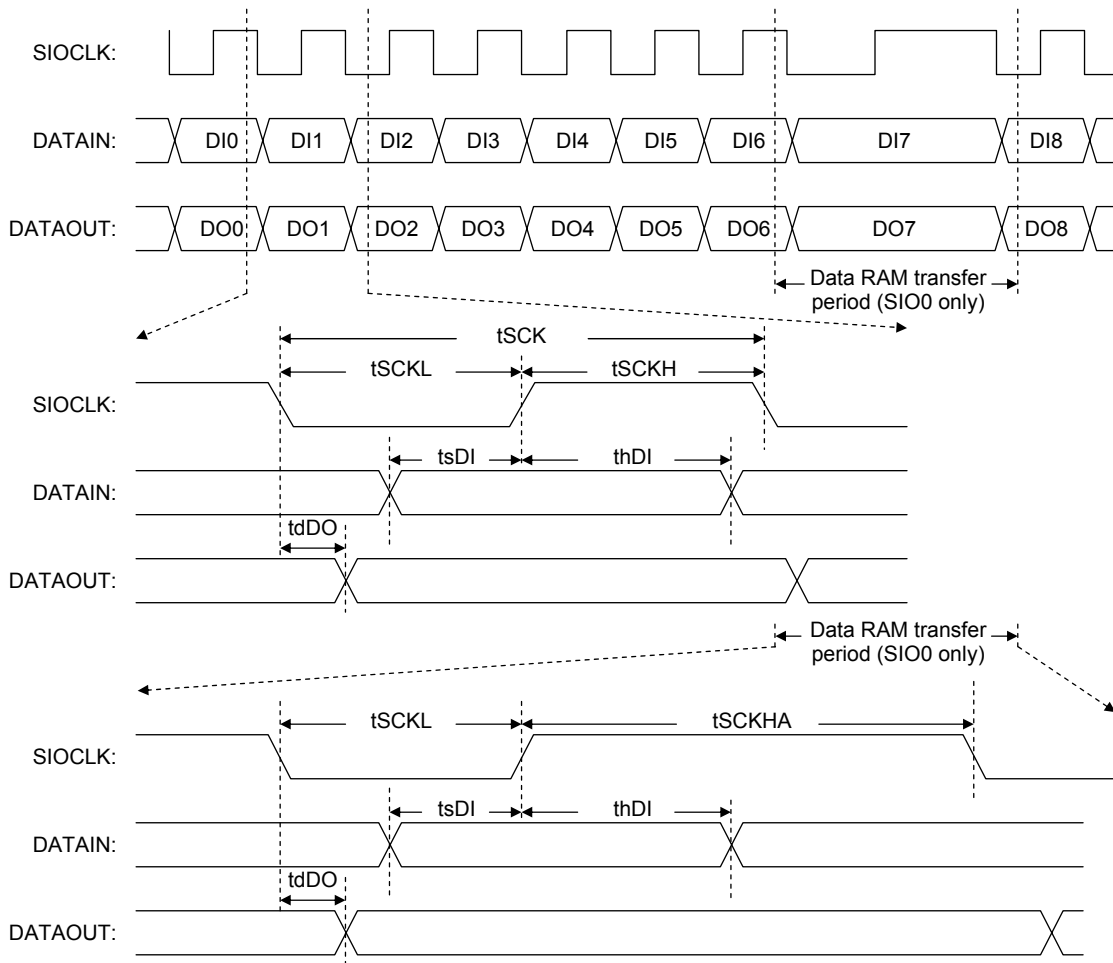 SIOCLK:
DATAIN: DI0 DI1 DI2 DI3 DI4 DI5 DI6 DI7 DI8
DATAOUT: DO0 DO1 DO2 DO3 DO4 DO5 DO6 DO7 DO8
Data RAM transfer
period (SIO0 only)
tSCK
tSCKL tSCKH
SIOCLK:
tsDI thDI
DATAIN:
tdDO
DATAOUT:
Data RAM transfer
period (SIO0 only)
tSCKL tSCKHA
SIOCLK:
tsDI thDI
DATAIN:
tdDO
DATAOUT: